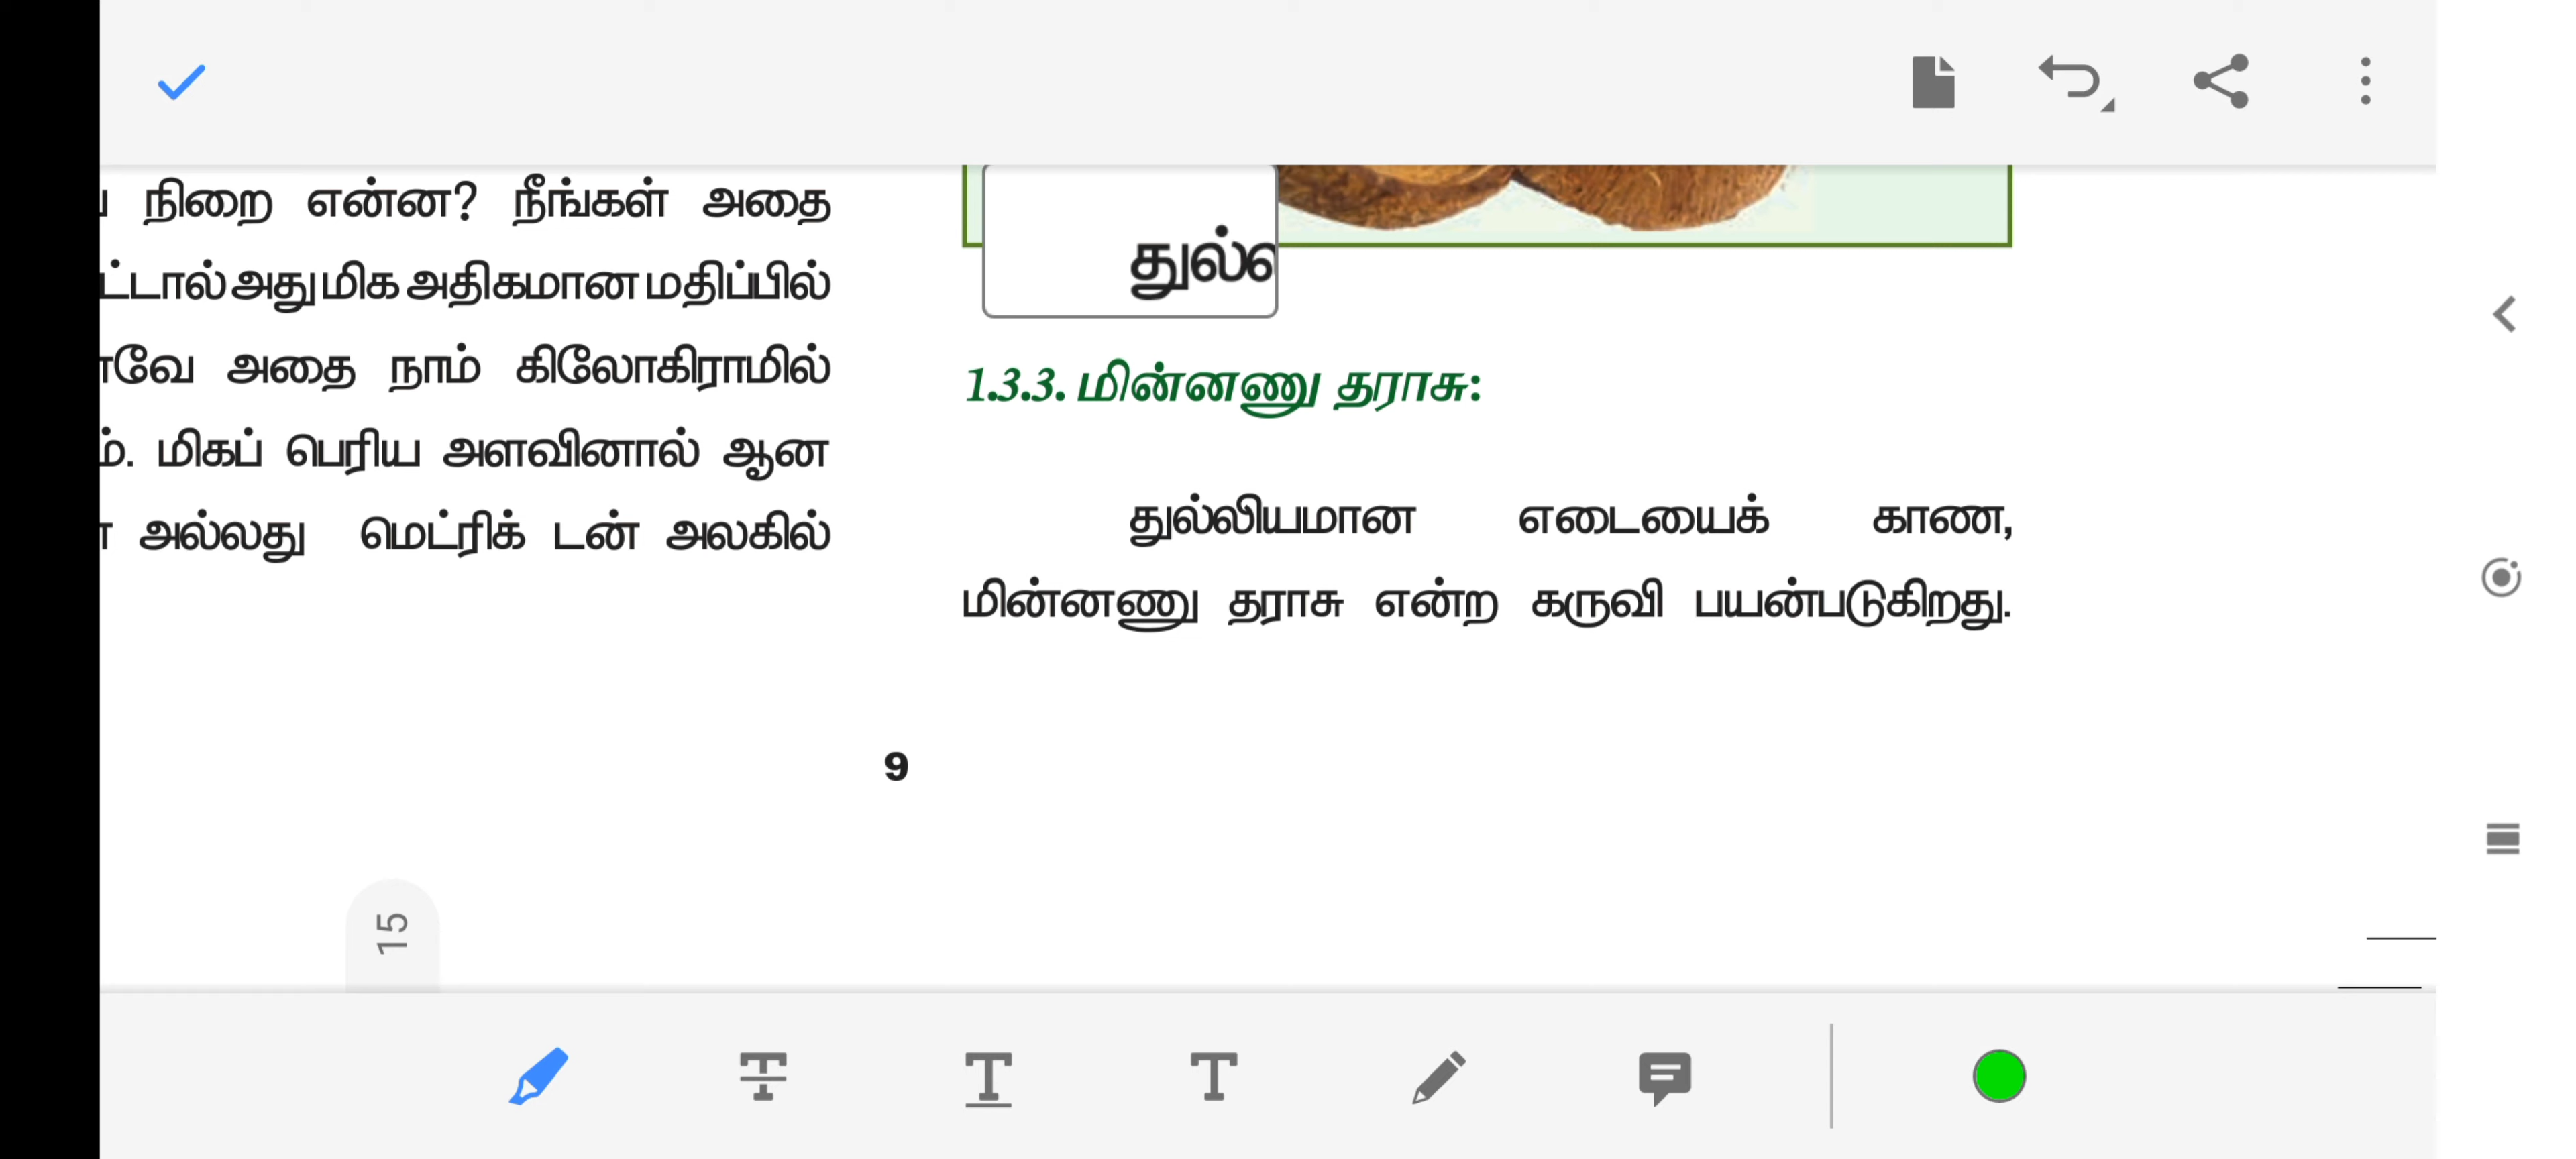 நிறை என்ன? நீங்கள் அதை
அது மிக அதிகமான மதிப்பில்
அதை நாம் கிலோகிராமில்
மிகப் பெரிய அளவினால் ஆன
அல்லது மெட்ரிக் டன் அலகில்
1.3.3. மின்னணு தராசு:
துல்லியமான எடையைக் காண,
மின்னணு தராசு என்ற கருவி பயன்படுகிறது.
9
15